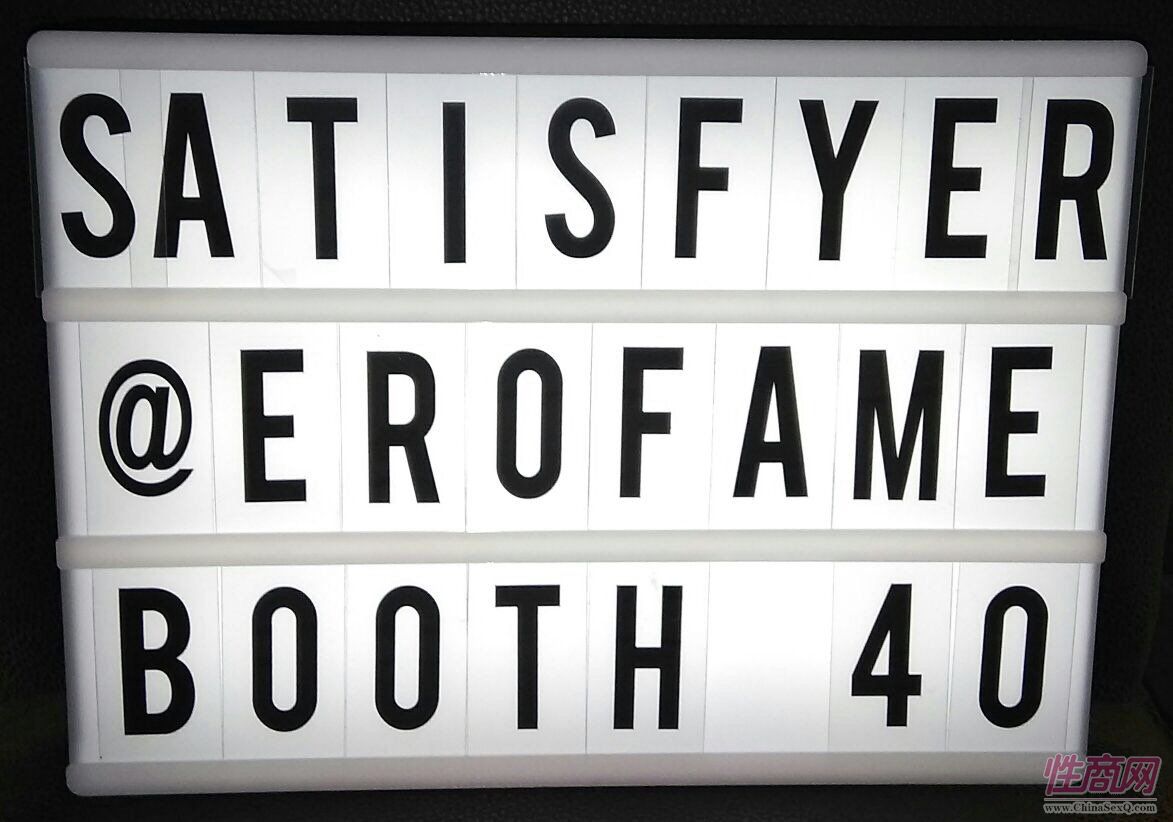 SATISFYER
@EROFAME
BOOTH 40
性商网
www.ChinaSexQ.com